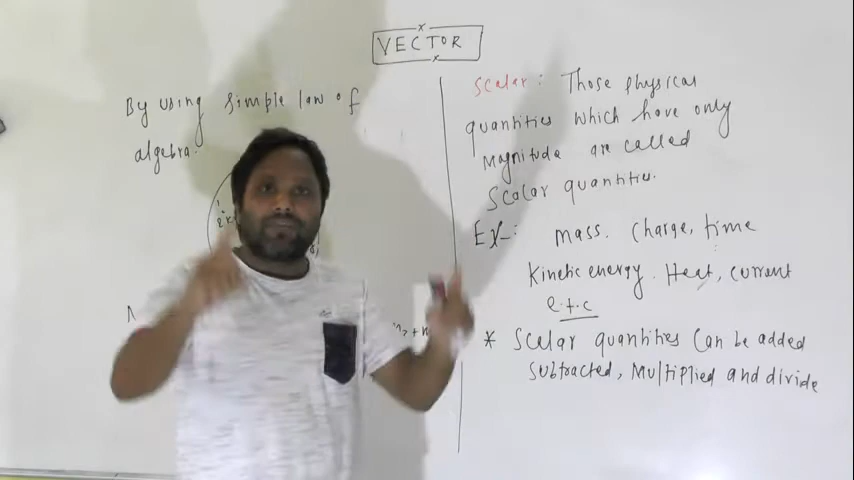 VECTOR
By using simple law of
algebra.
Scalar: Those physical
quantities which have only
Magnitude are called
Scalar quantities.
Ex-: mass. Charge, time
Kinetic energy. Heat, current
e.t.c
* Scalar quantities can be added
subtracted, Multiplied and divide